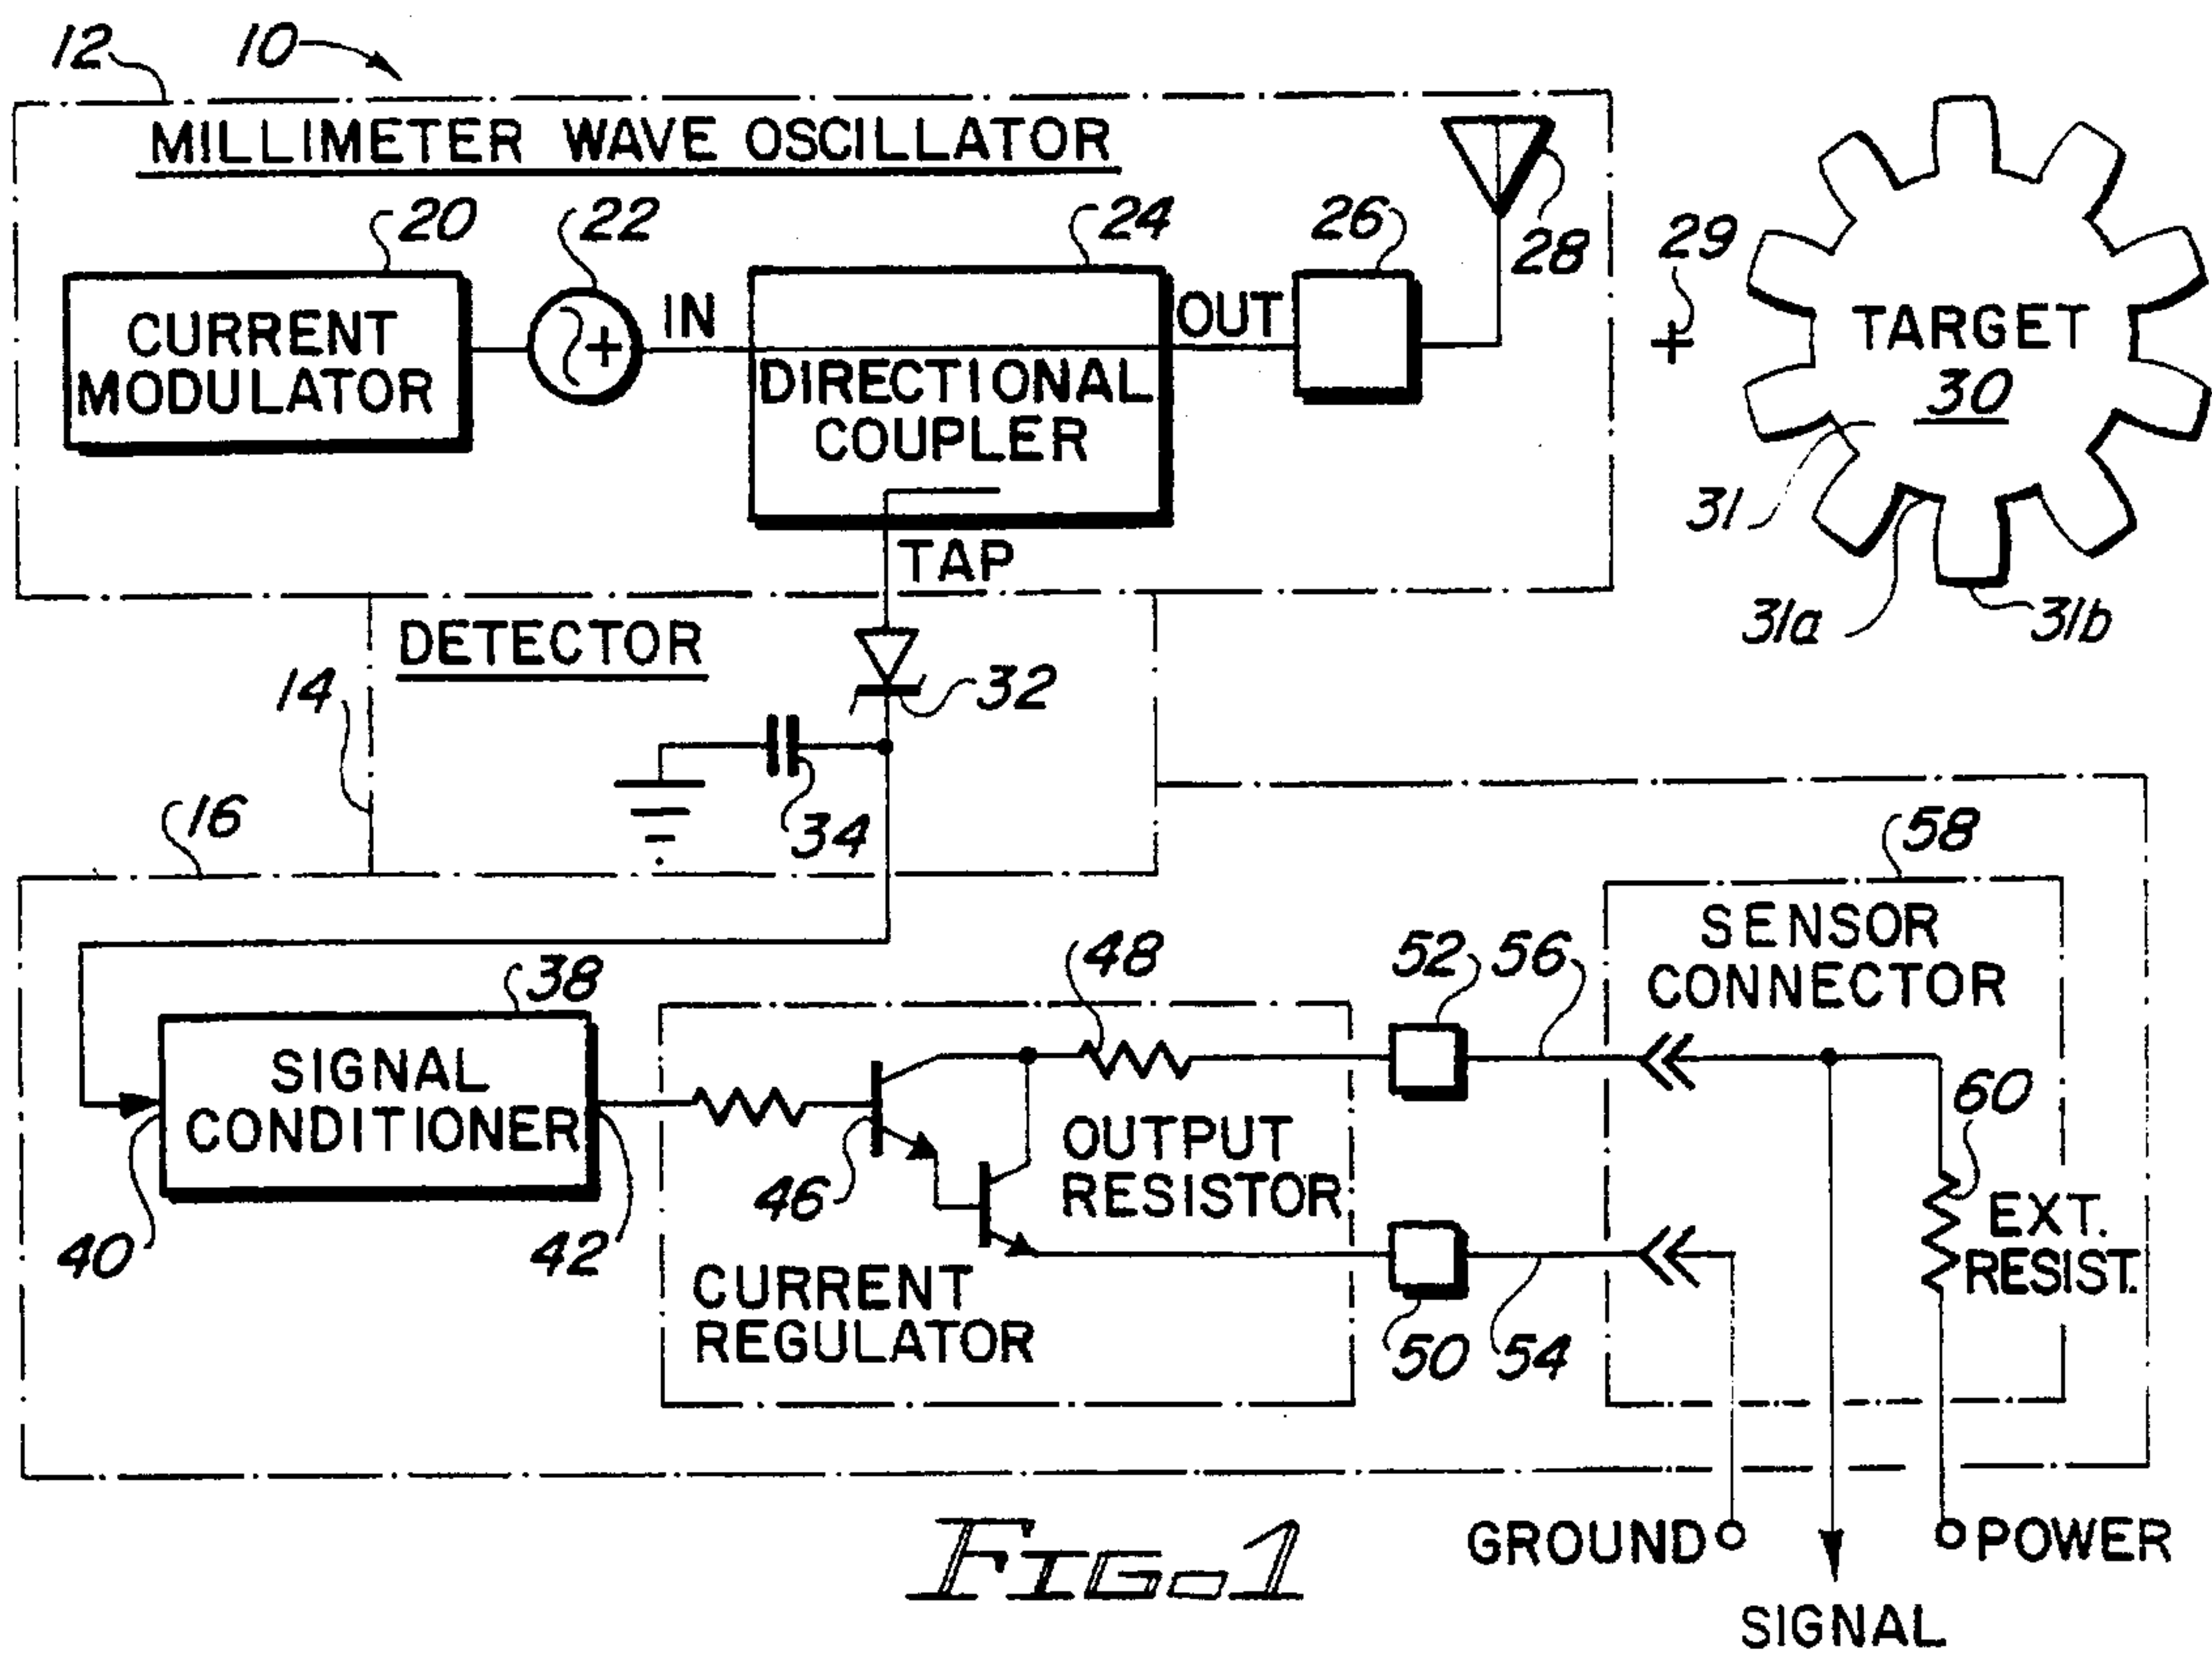 12
10
MILLIMETER WAVE OSCILLATOR
20
22
24
26
28
29
CURRENT
MODULATOR
IN
OUT
DIRECTIONAL
COUPLER
TAP
TARGET
30
31
31a
31b
DETECTOR
14
32
34
16
58
SENSOR
CONNECTOR
38
48
52
56
SIGNAL
CONDITIONER
60
40
42
46
OUTPUT
RESISTOR
EXT.
RESIST.
CURRENT
REGULATOR
50
54
GROUND
POWER
SIGNAL
FIG. 1